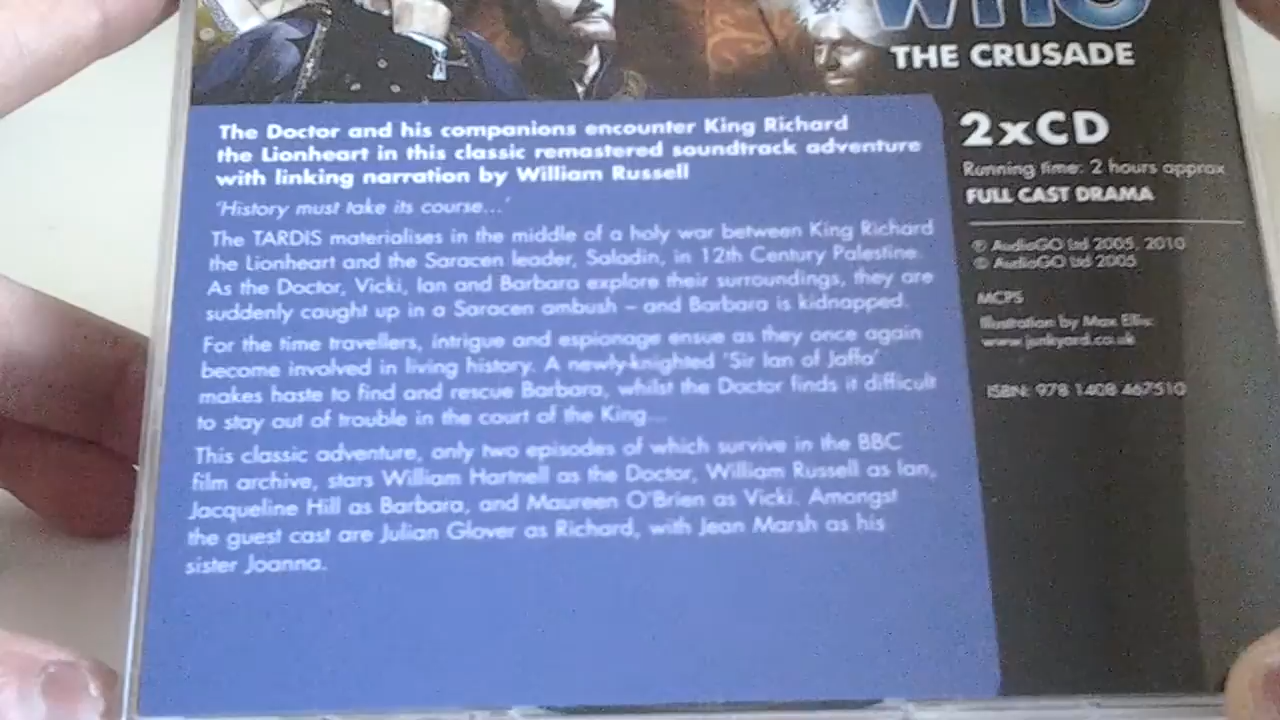 WHO
THE CRUSADE
The Doctor and his companions encounter King Richard
the Lionheart in this classic remastered soundtrack adventure
with linking narration by William Russell
'History must take its course...'
The TARDIS materialises in the middle of a holy war between King Richard
the Lionheart and the Saracen leader, Saladin, in 12th Century Palestine.
As the Doctor, Vicki, Ian and Barbara explore their surroundings, they are
suddenly caught up in a Saracen ambush – and Barbara is kidnapped.
For the time travellers, intrigue and espionage ensue as they once again
become involved in living history. A newly-knighted 'Sir Ian of Jaffa'
makes haste to find and rescue Barbara, whilst the Doctor finds it difficult
to stay out of trouble in the court of the King...
This classic adventure, only two episodes of which survive in the BBC
film archive, stars William Hartnell as the Doctor, William Russell as Ian,
Jacqueline Hill as Barbara, and Maureen O'Brien as Vicki. Amongst
the guest cast are Julian Glover as Richard, with Jean Marsh as his
sister Joanna.
2xCD
Running time: 2 hours approx
FULL CAST DRAMA
℗ AudioGO Ltd 2005, 2010
© AudioGO Ltd 2005
MCPS
Illustration by Max Ellis:
www.junkyard.co.uk
ISBN: 978 1408 467510